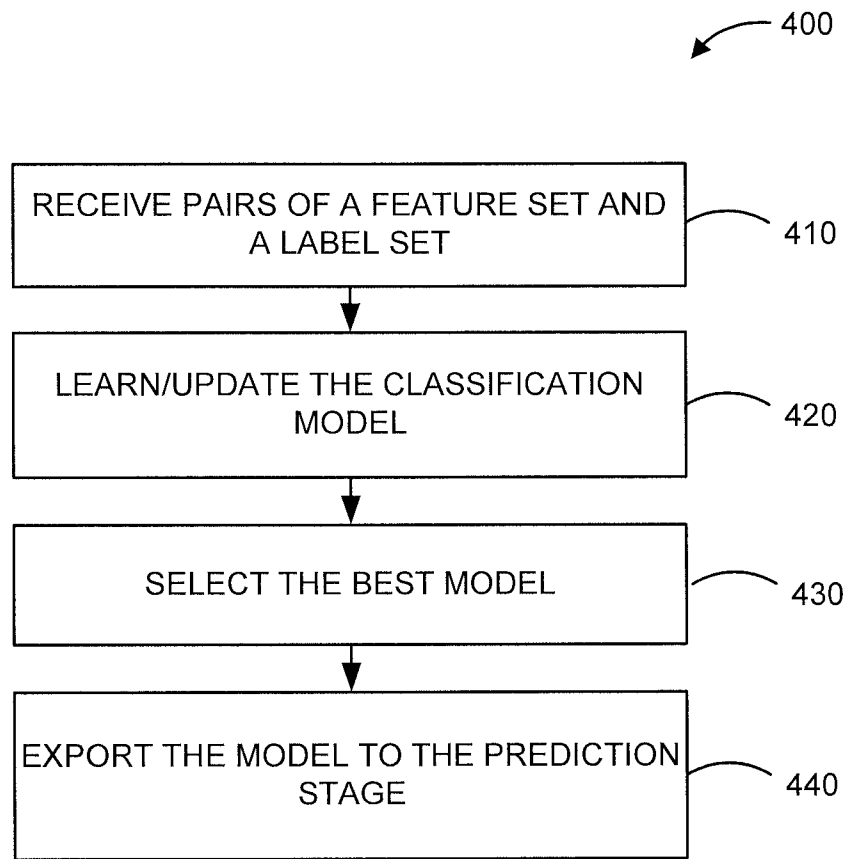 400
RECEIVE PAIRS OF A FEATURE SET AND
A LABEL SET
410
LEARN/UPDATE THE CLASSIFICATION
MODEL
420
SELECT THE BEST MODEL
430
EXPORT THE MODEL TO THE PREDICTION
STAGE
440